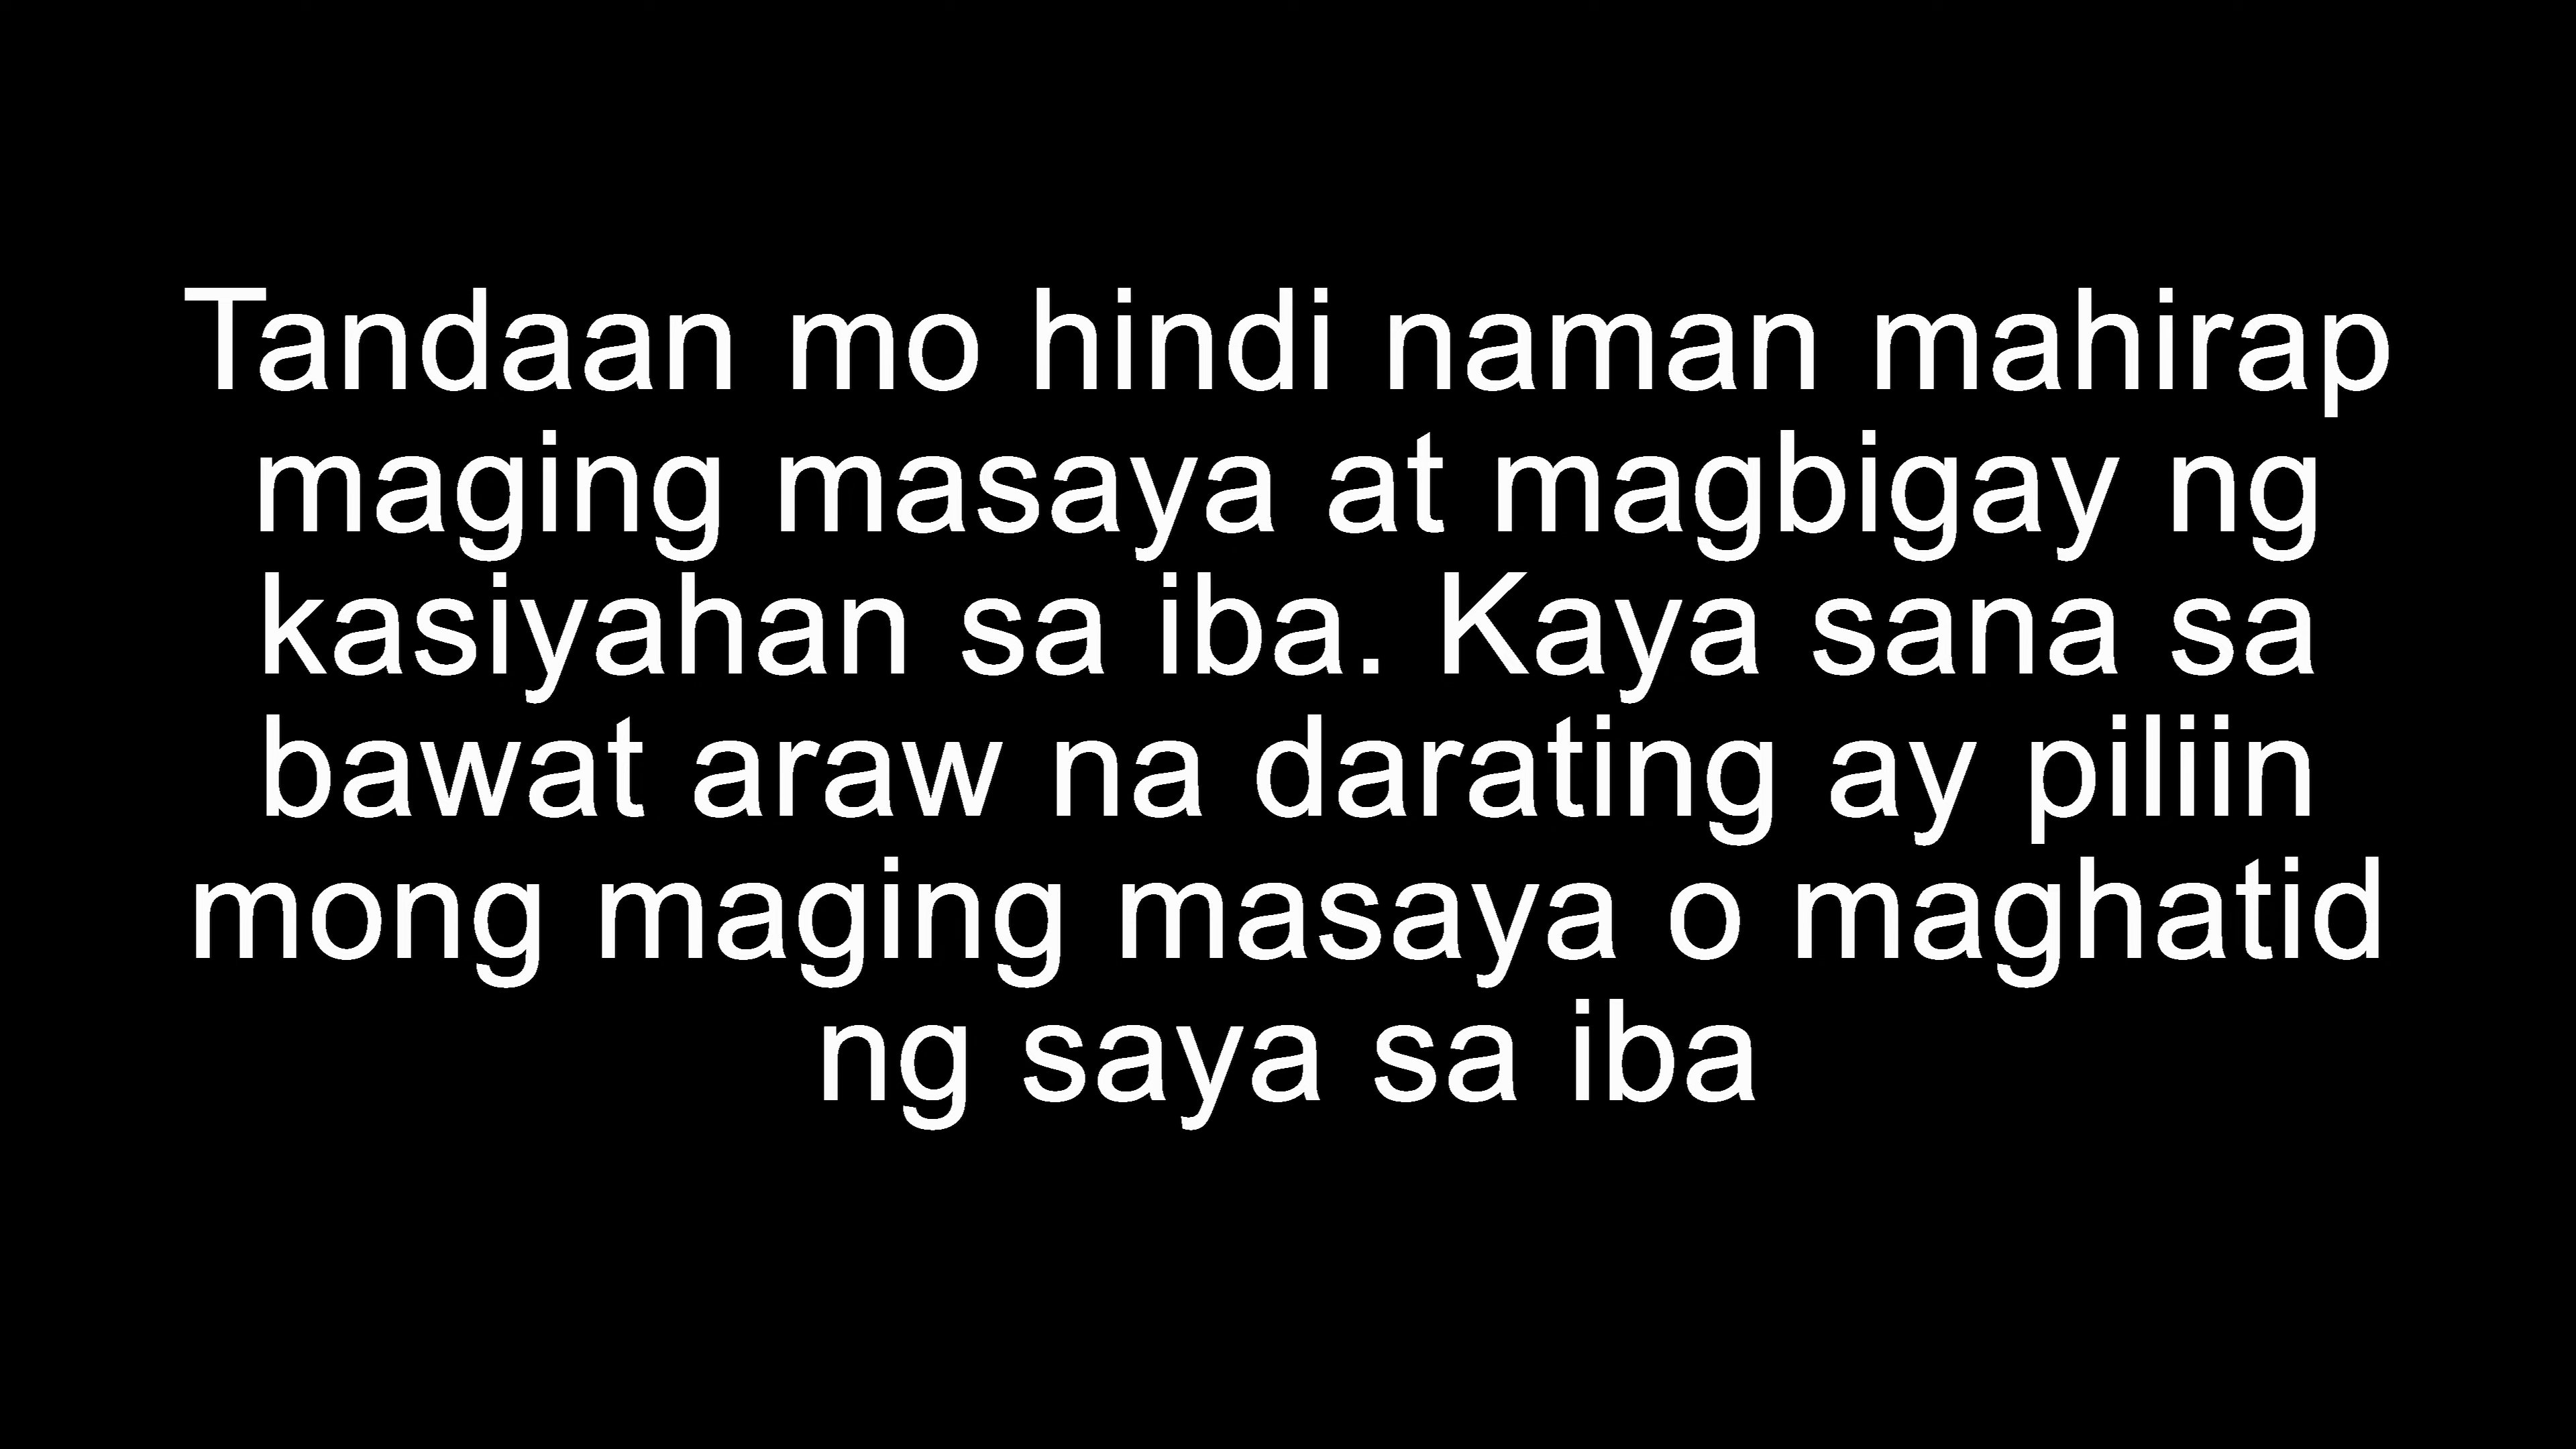 Tandaan mo hindi naman mahirap
maging masaya at magbigay ng
kasiyahan sa iba. Kaya sana sa
bawat araw na darating ay piliin
mong maging masaya o maghatid
ng saya sa iba